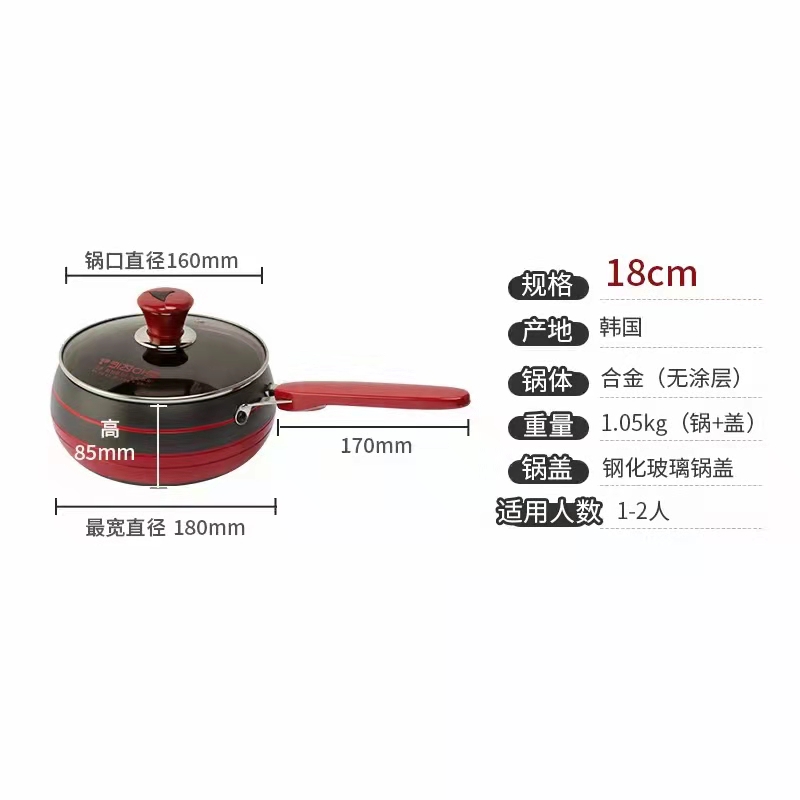 锅口直径160mm
高
85mm
170mm
最宽直径 180mm
规格 18cm
产地 韩国
锅体 合金（无涂层）
重量 1.05kg（锅+盖）
锅盖 钢化玻璃锅盖
适用人数 1-2人